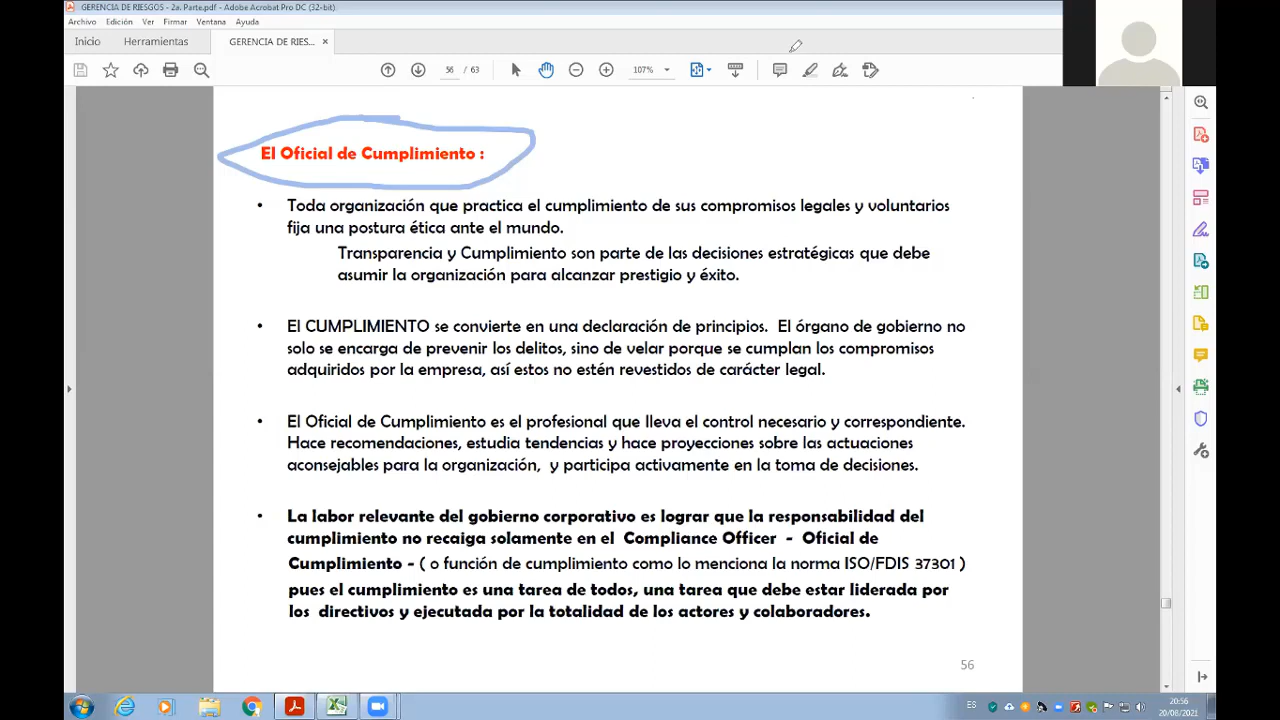 GERENCIA DE RIESGOS - 2a. Parte.pdf - Adobe Acrobat Pro DC (32-bit)
Archivo Edición Ver Firmar Ventana Ayuda
Inicio Herramientas GERENCIA DE RIES... ×
56 / 63 107%
El Oficial de Cumplimiento :
• Toda organización que practica el cumplimiento de sus compromisos legales y voluntarios
fija una postura ética ante el mundo.
Transparencia y Cumplimiento son parte de las decisiones estratégicas que debe
asumir la organización para alcanzar prestigio y éxito.
• El CUMPLIMIENTO se convierte en una declaración de principios. El órgano de gobierno no
solo se encarga de prevenir los delitos, sino de velar porque se cumplan los compromisos
adquiridos por la empresa, así estos no estén revestidos de carácter legal.
• El Oficial de Cumplimiento es el profesional que lleva el control necesario y correspondiente.
Hace recomendaciones, estudia tendencias y hace proyecciones sobre las actuaciones
aconsejables para la organización, y participa activamente en la toma de decisiones.
• La labor relevante del gobierno corporativo es lograr que la responsabilidad del
cumplimiento no recaiga solamente en el Compliance Officer - Oficial de
Cumplimiento - ( o función de cumplimiento como lo menciona la norma ISO/FDIS 37301 )
pues el cumplimiento es una tarea de todos, una tarea que debe estar liderada por
los directivos y ejecutada por la totalidad de los actores y colaboradores.
56
ES 20:56
20/08/2021